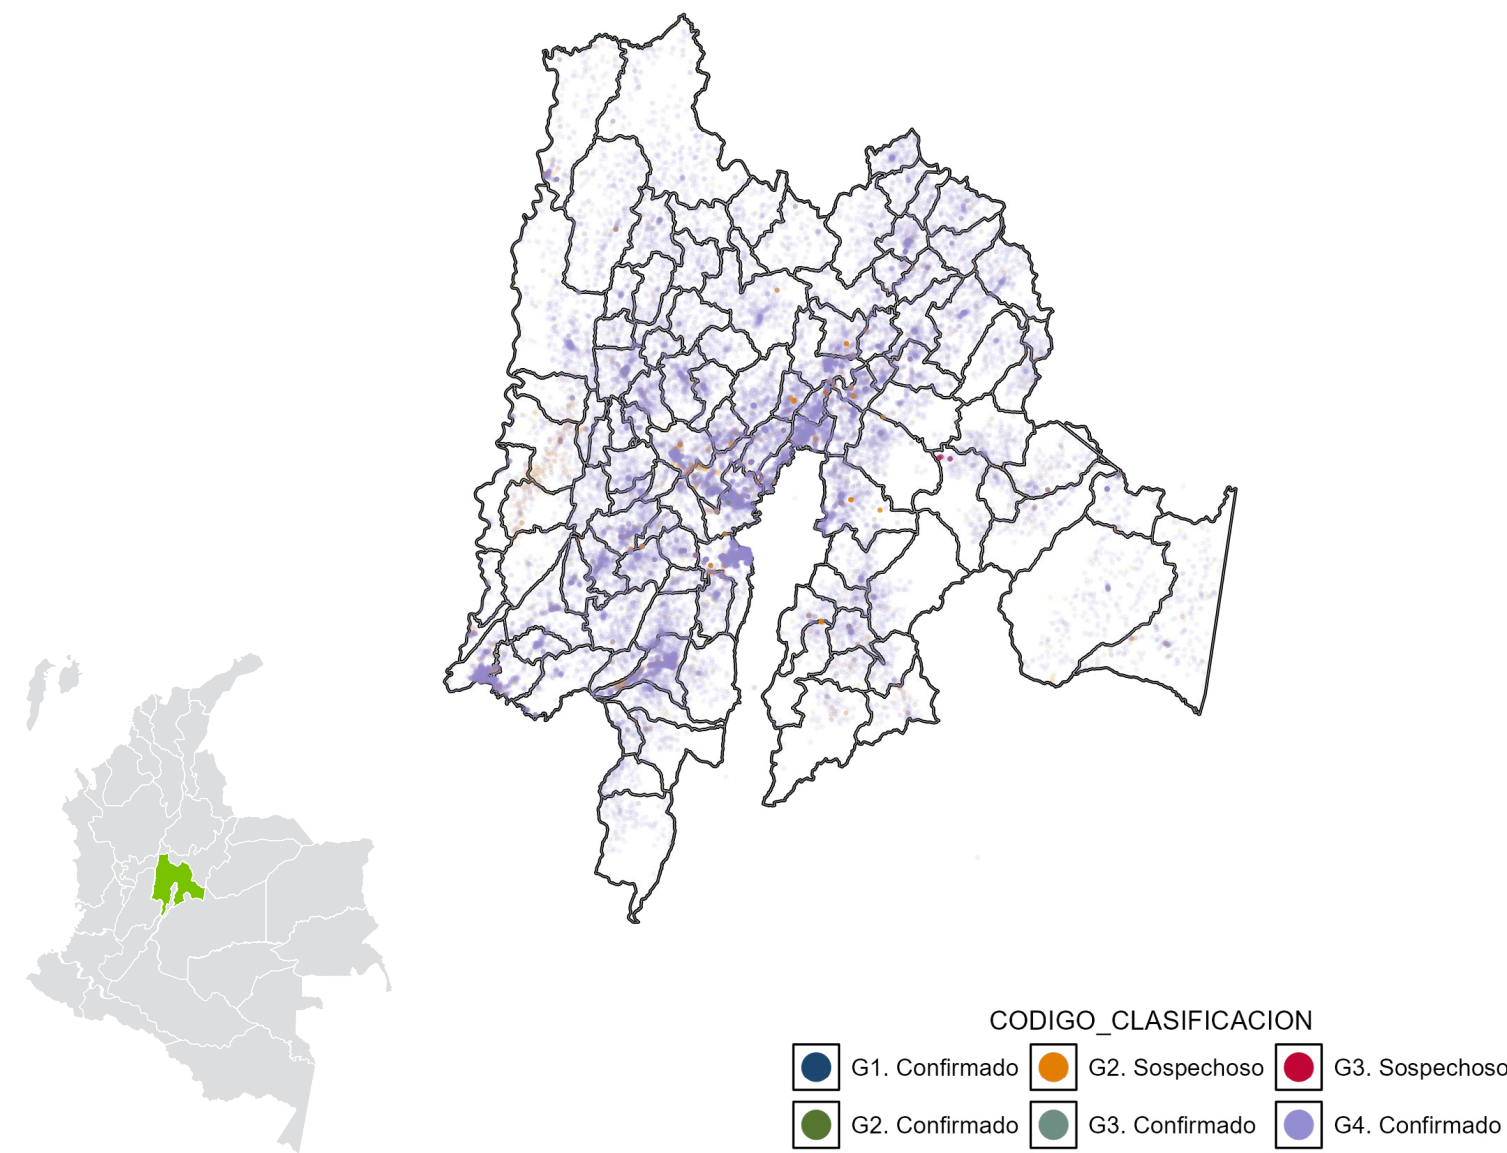 CODIGO_CLASIFICACION
G1. Confirmado G2. Sospechoso G3. Sospechoso
G2. Confirmado G3. Confirmado G4. Confirmado